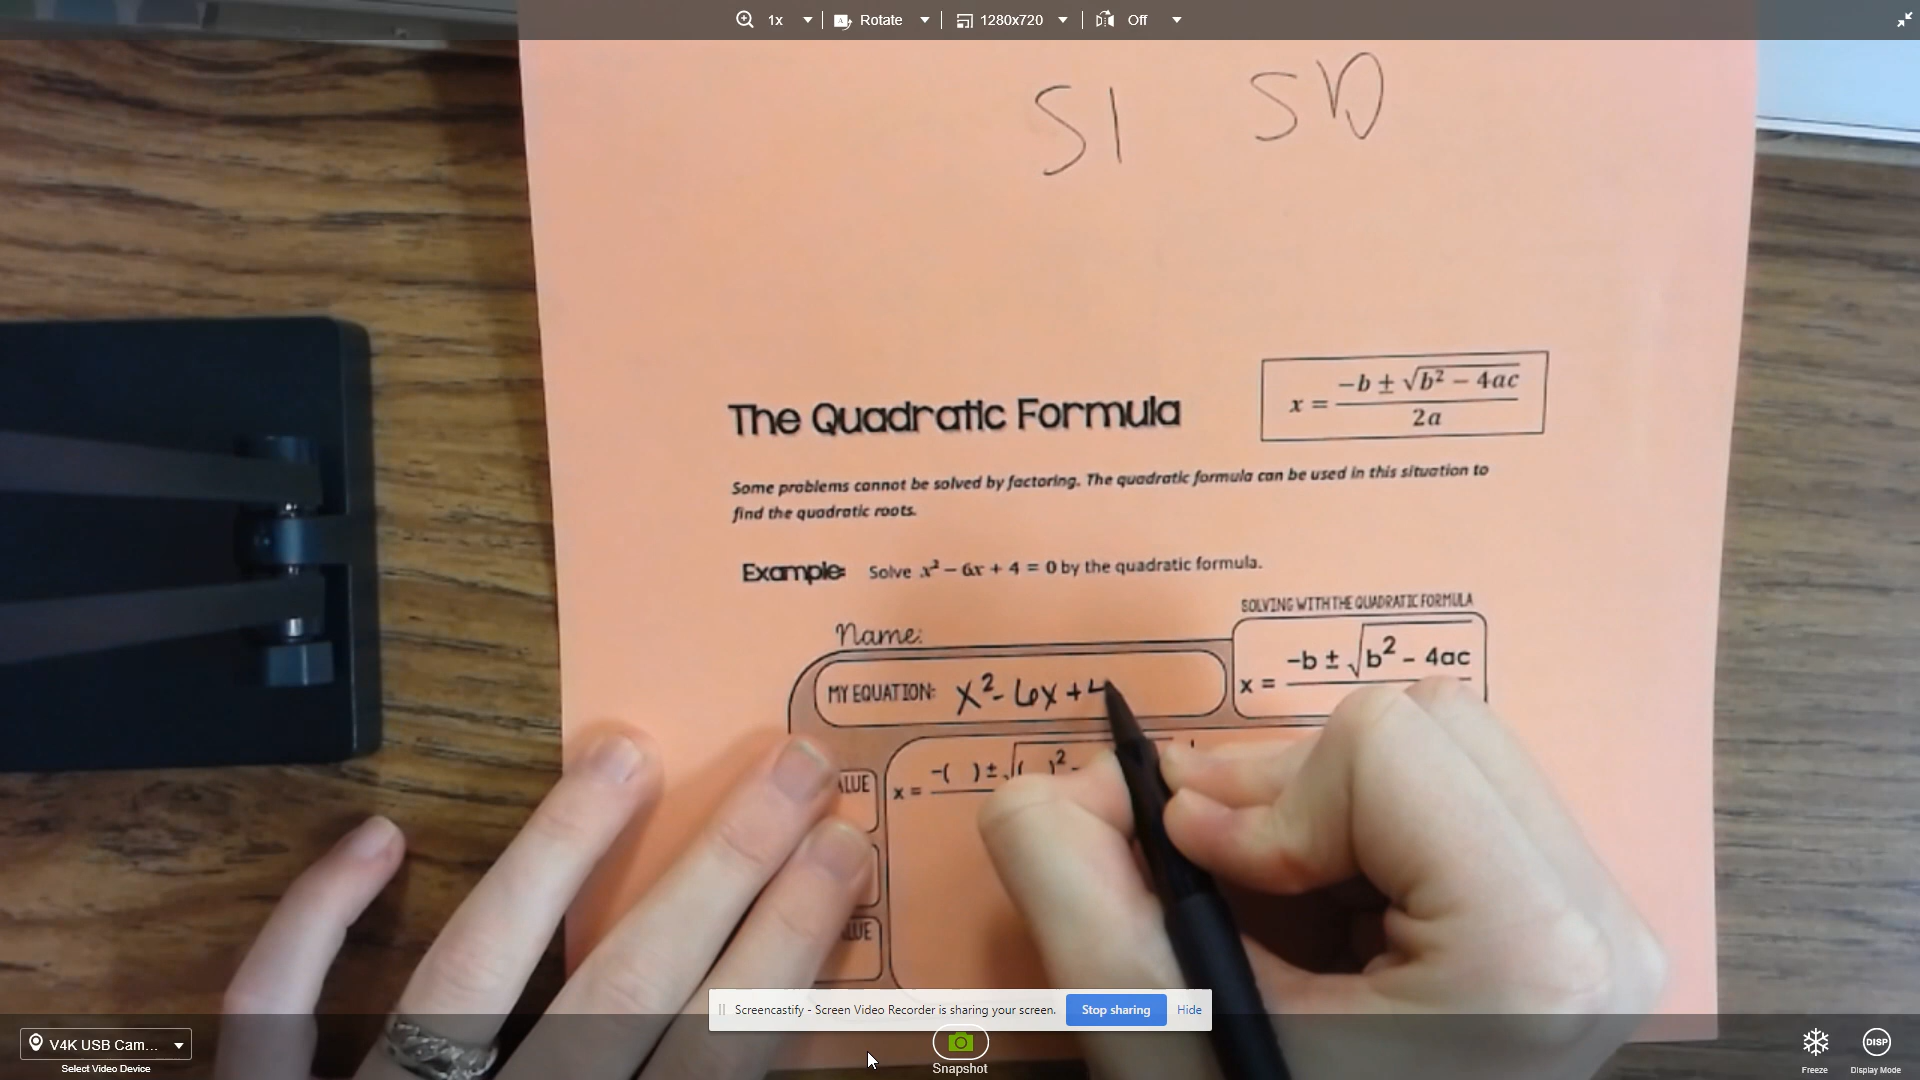 1x Rotate 1280x720 Off
SI SD
x = −b ± √b² − 4ac
2a
The Quadratic Formula
Some problems cannot be solved by factoring. The quadratic formula can be used in this situation to
find the quadratic roots.
Example: Solve x² − 6x + 4 = 0 by the quadratic formula.
SOLVING WITH THE QUADRATIC FORMULA
Name:
x = -b ± √b² - 4ac
MY EQUATION: x² - 6x + 4
x = -( ) ± √( )² -
Screencastify - Screen Video Recorder is sharing your screen. Stop sharing Hide
V4K USB Cam...
Select Video Device
Snapshot
Freeze
DISP
Display Mode